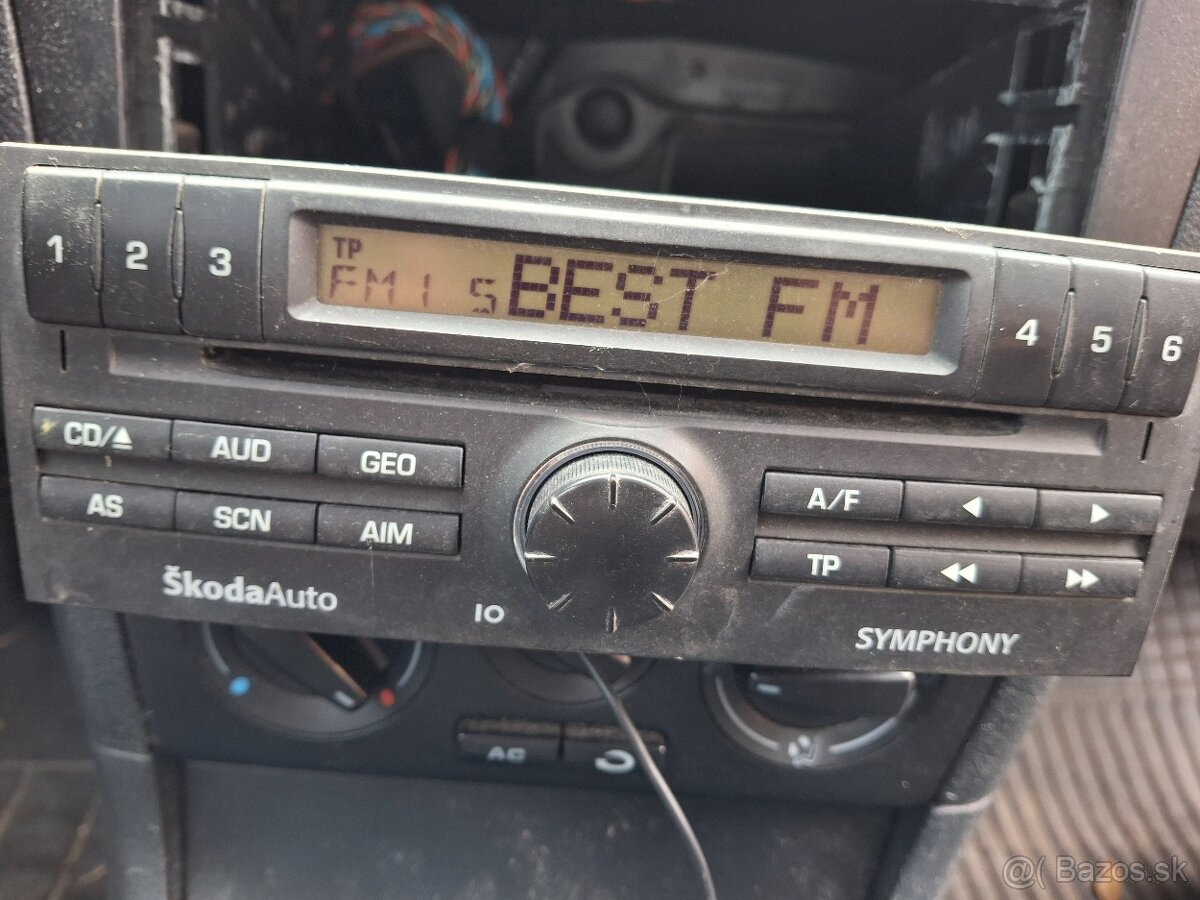 1 2 3
TP
FM1 5 BEST FM
4 5 6
CD/⏏ AUD GEO
AS SCN AIM
A/F ◀ ▶
TP ◀◀ ▶▶
ŠkodaAuto
IO
SYMPHONY
AC
@( Bazos.sk